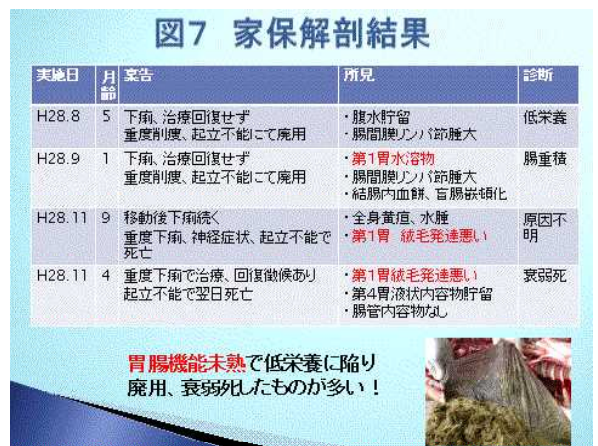 図7 家保解剖結果
実施日 月齢 稟告 所見 診断
H28.8 5 下痢、治療回復せず ・腹水貯留 低栄養
重度削痩、起立不能にて廃用 ・腸間膜リンパ節腫大
H28.9 1 下痢、治療回復せず ・第1胃水溶物 腸重積
重度削痩、起立不能にて廃用 ・腸間膜リンパ節腫大
・結腸内血餅、盲腸嵌頓化
H28.11 9 移動後下痢続く ・全身黄疸、水腫 原因不明
重度下痢、神経症状、起立不能で ・第1胃 絨毛発達悪い
死亡
H28.11 4 重度下痢で治療、回復徴候あり ・第1胃絨毛発達悪い 衰弱死
起立不能で翌日死亡 ・第4胃液状内容物貯留
・腸管内容物なし
胃腸機能未熟で低栄養に陥り
廃用、衰弱死したものが多い！